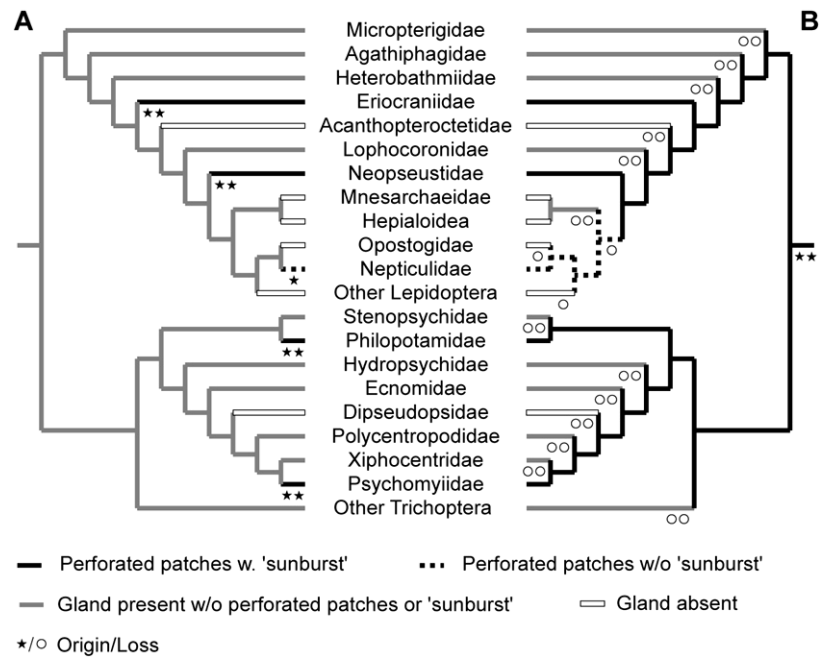 A B
Micropterigidae
Agathiphagidae
Heterobathmiidae
Eriocraniidae
Acanthopteroctetidae
Lophocoronidae
Neopseustidae
Mnesarchaeidae
Hepialoidea
Opostogidae
Nepticulidae
Other Lepidoptera
Stenopsychidae
Philopotamidae
Hydropsychidae
Ecnomidae
Dipseudopsidae
Polycentropodidae
Xiphocentridae
Psychomyiidae
Other Trichoptera
Perforated patches w. 'sunburst' Perforated patches w/o 'sunburst'
Gland present w/o perforated patches or 'sunburst' Gland absent
★/○ Origin/Loss